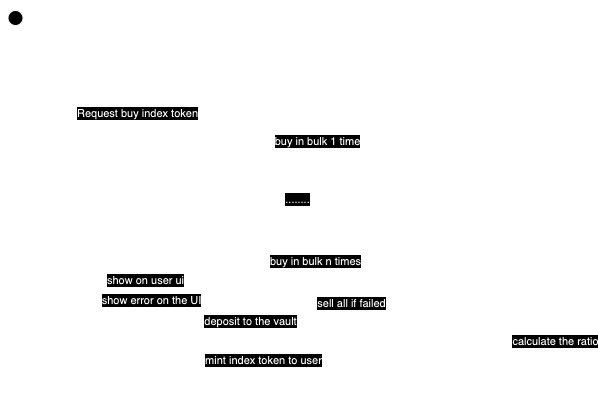 Request buy index token
buy in bulk 1 time
........
buy in bulk n times
show on user ui
show error on the UI
sell all if failed
deposit to the vault
calculate the ratio
mint index token to user